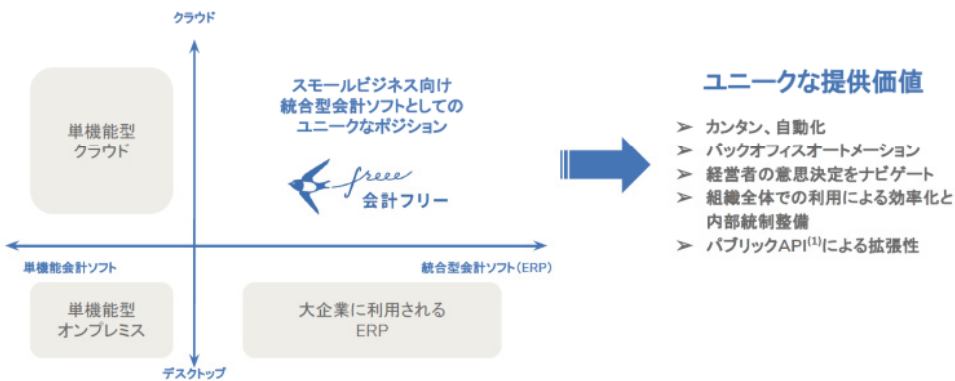 クラウド
単機能型
クラウド
スモールビジネス向け
統合型会計ソフトとしての
ユニークなポジション
freee
会計フリー
単機能会計ソフト
統合型会計ソフト(ERP)
単機能型
オンプレミス
大企業に利用される
ERP
デスクトップ
ユニークな提供価値
➢ カンタン、自動化
➢ バックオフィスオートメーション
➢ 経営者の意思決定をナビゲート
➢ 組織全体での利用による効率化と
内部統制整備
➢ パブリックAPI(1)による拡張性